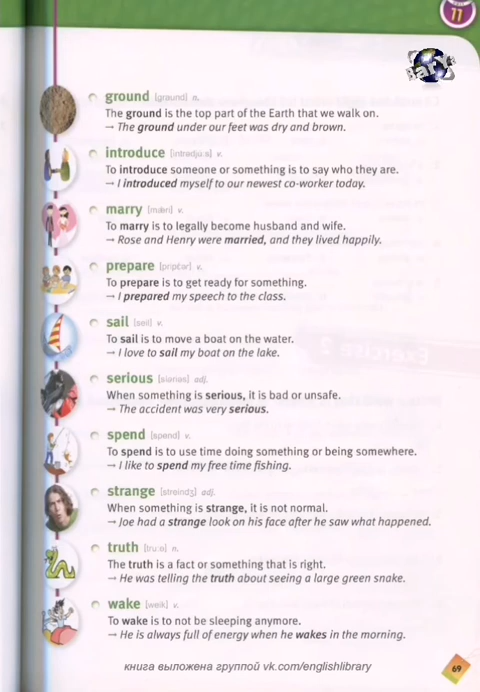 11
ground [graund] n.
The ground is the top part of the Earth that we walk on.
→ The ground under our feet was dry and brown.
introduce [intrədjuːs] v.
To introduce someone or something is to say who they are.
→ I introduced myself to our newest co-worker today.
marry [mæri] v.
To marry is to legally become husband and wife.
→ Rose and Henry were married, and they lived happily.
prepare [pripɛər] v.
To prepare is to get ready for something.
→ I prepared my speech to the class.
sail [seil] v.
To sail is to move a boat on the water.
→ I love to sail my boat on the lake.
serious [siəriəs] adj.
When something is serious, it is bad or unsafe.
→ The accident was very serious.
spend [spend] v.
To spend is to use time doing something or being somewhere.
→ I like to spend my free time fishing.
strange [streindʒ] adj.
When something is strange, it is not normal.
→ Joe had a strange look on his face after he saw what happened.
truth [truːθ] n.
The truth is a fact or something that is right.
→ He was telling the truth about seeing a large green snake.
wake [weik] v.
To wake is to not be sleeping anymore.
→ He is always full of energy when he wakes in the morning.
книга выложена группой vk.com/englishlibrary
69